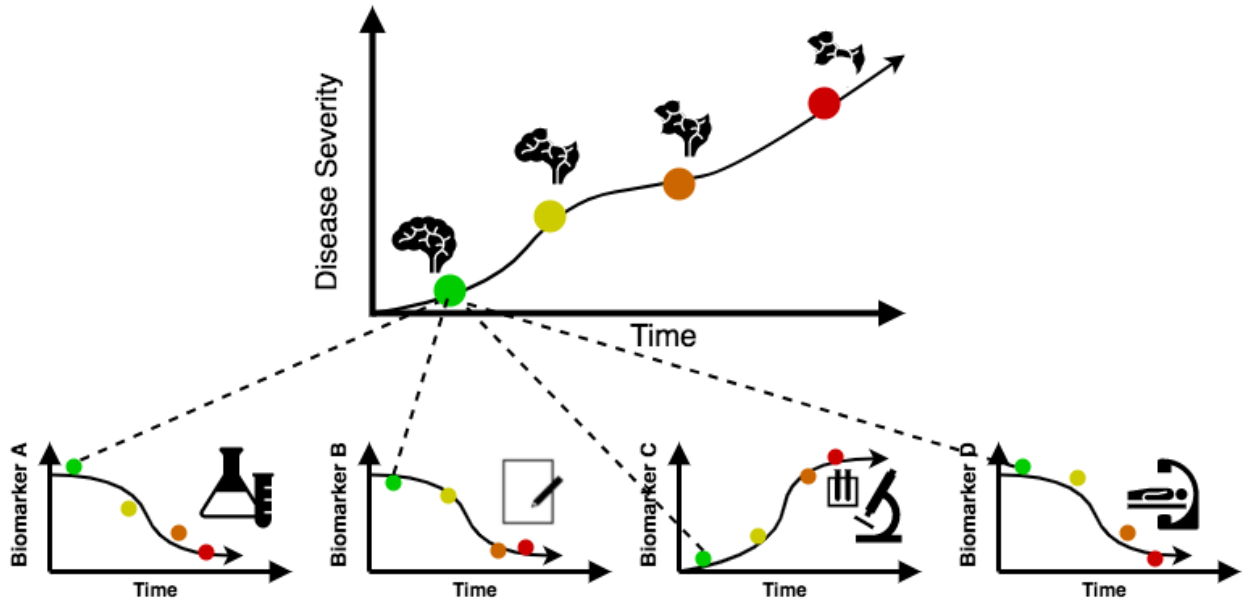 Disease Severity
Time
Biomarker A
Time
Biomarker B
Time
Biomarker C
Time
Biomarker D
Time